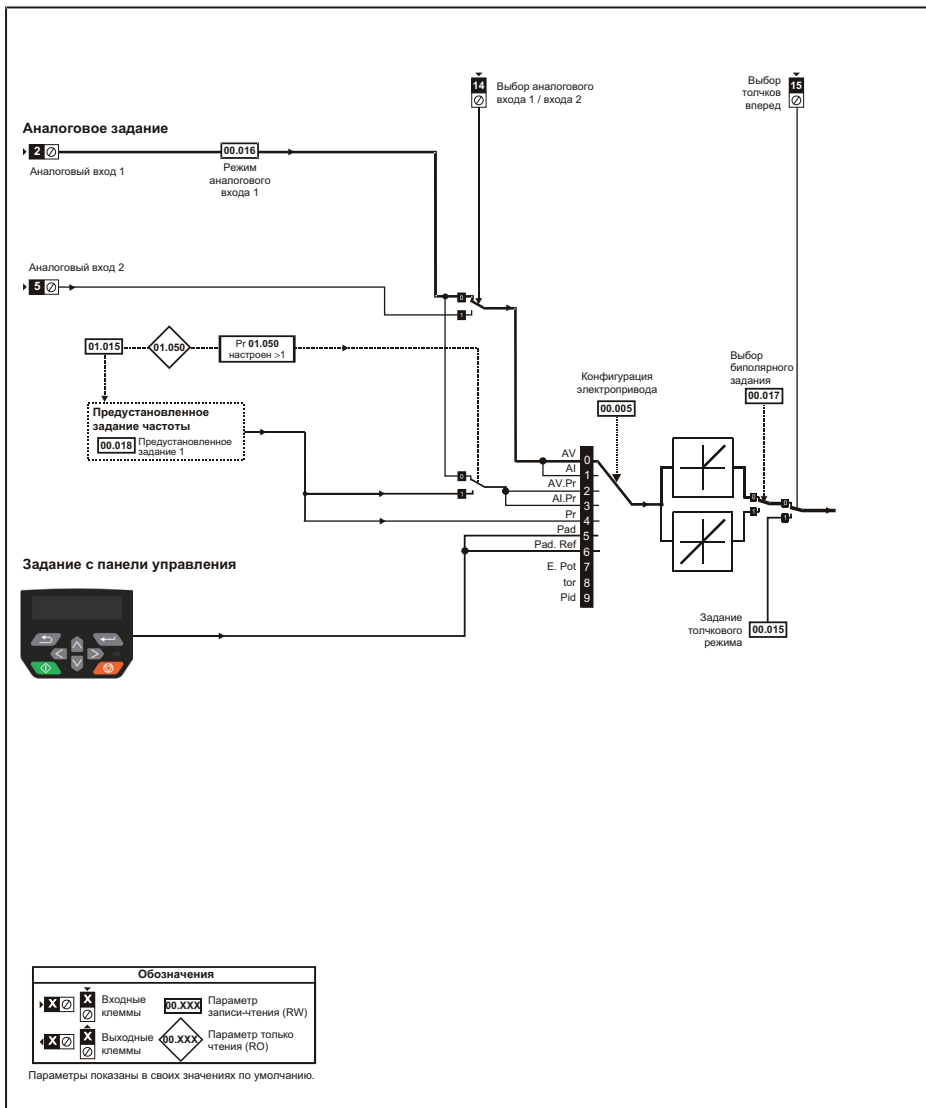 14
Выбор аналогового
входа 1 / входа 2
Выбор
толчков
вперед
15
Аналоговое задание
2
00.016
Аналоговый вход 1
Режим
аналогового
входа 1
Аналоговый вход 2
5
0
1
01.015
01.050
Pr 01.050
настроен >1
Предустановленное
задание частоты
00.018 Предустановленное
задание 1
0
1
Конфигурация
электропривода
00.005
Выбор
биполярного
задания
00.017
AV 0
AI 1
AV.Pr 2
AI.Pr 3
Pr 4
Pad 5
Pad. Ref 6
E. Pot 7
tor 8
Pid 9
0
1
0
1
Задание с панели управления
Задание
толчкового
режима
00.015
Обозначения
X
X
Входные
клеммы
00.XXX
Параметр
записи-чтения (RW)
X
X
Выходные
клеммы
00.XXX
Параметр только
чтения (RO)
Параметры показаны в своих значениях по умолчанию.